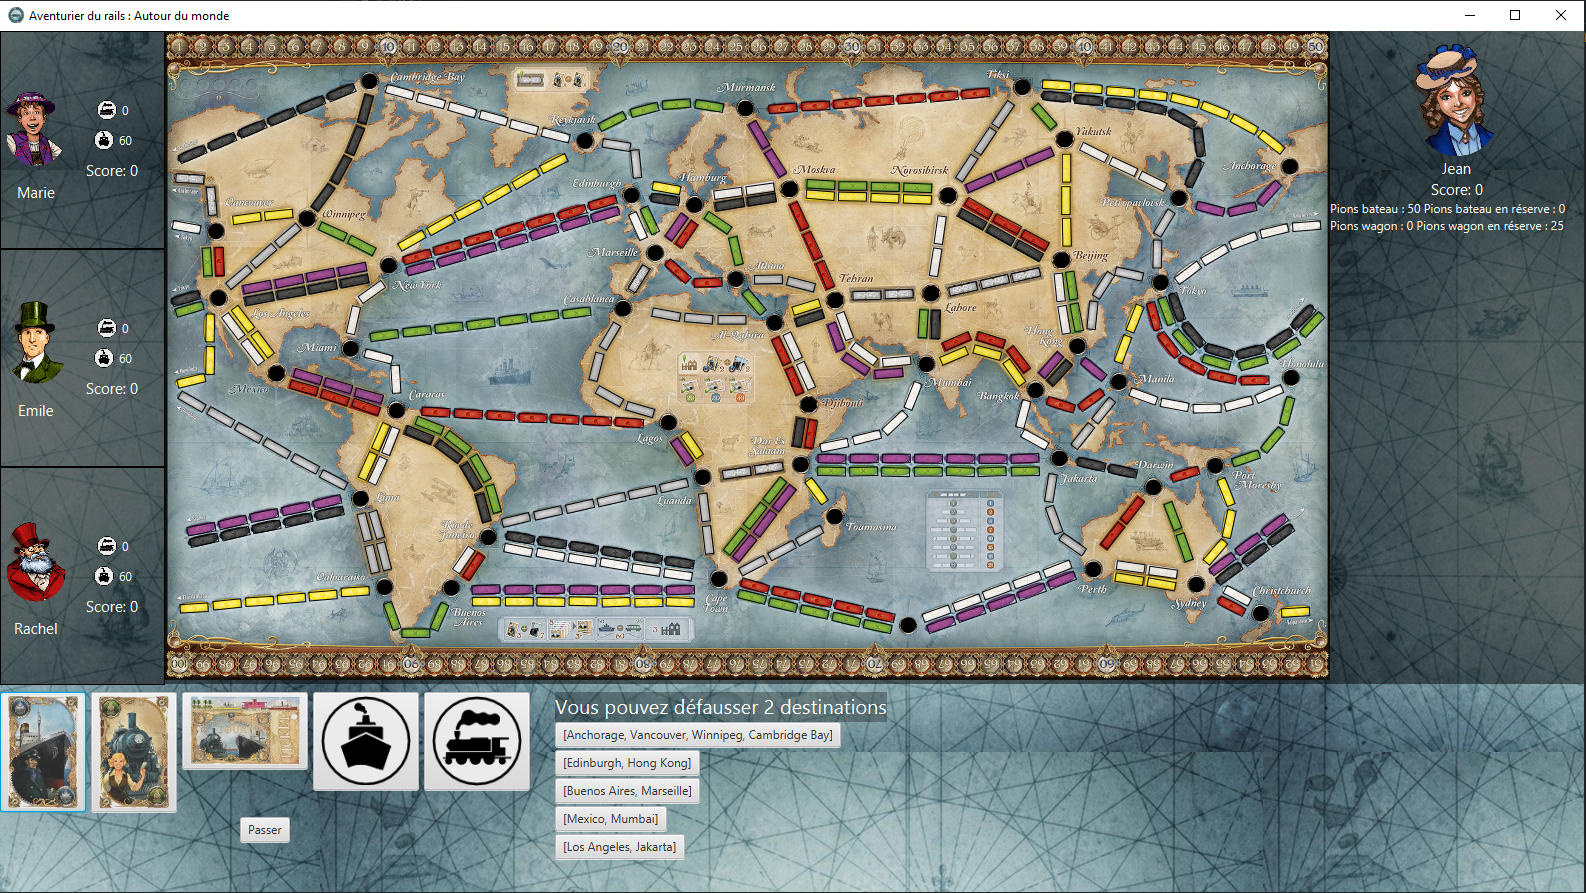 Aventurier du rails : Autour du monde
0
60
Score: 0
Marie
0
60
Score: 0
Emile
0
60
Score: 0
Rachel
Cambridge Bay
Murmansk
Tiksi
Reykjavik
Yakutsk
Anchorage
Edinburgh
Hamburg
Moskva
Novosibirsk
Petropavlovsk
Vancouver
Winnipeg
Marseille
Athina
Tehran
Beijing
New York
Casablanca
Lahore
Tokyo
Los Angeles
Al-Qahira
Hong
Kong
Miami
Honolulu
Mexico
Mumbai
Manila
Caracas
Djibouti
Bangkok
Lagos
Dar Es
Salaam
Darwin
Port
Moresby
Jakarta
Lima
Luanda
Rio de
Janeiro
Toamasina
Valparaiso
Buenos
Aires
Cape
Town
Perth
Sydney
Christchurch
Jean
Score: 0
Pions bateau : 50 Pions bateau en réserve : 0
Pions wagon : 0 Pions wagon en réserve : 25
Passer
Vous pouvez défausser 2 destinations
[Anchorage, Vancouver, Winnipeg, Cambridge Bay]
[Edinburgh, Hong Kong]
[Buenos Aires, Marseille]
[Mexico, Mumbai]
[Los Angeles, Jakarta]